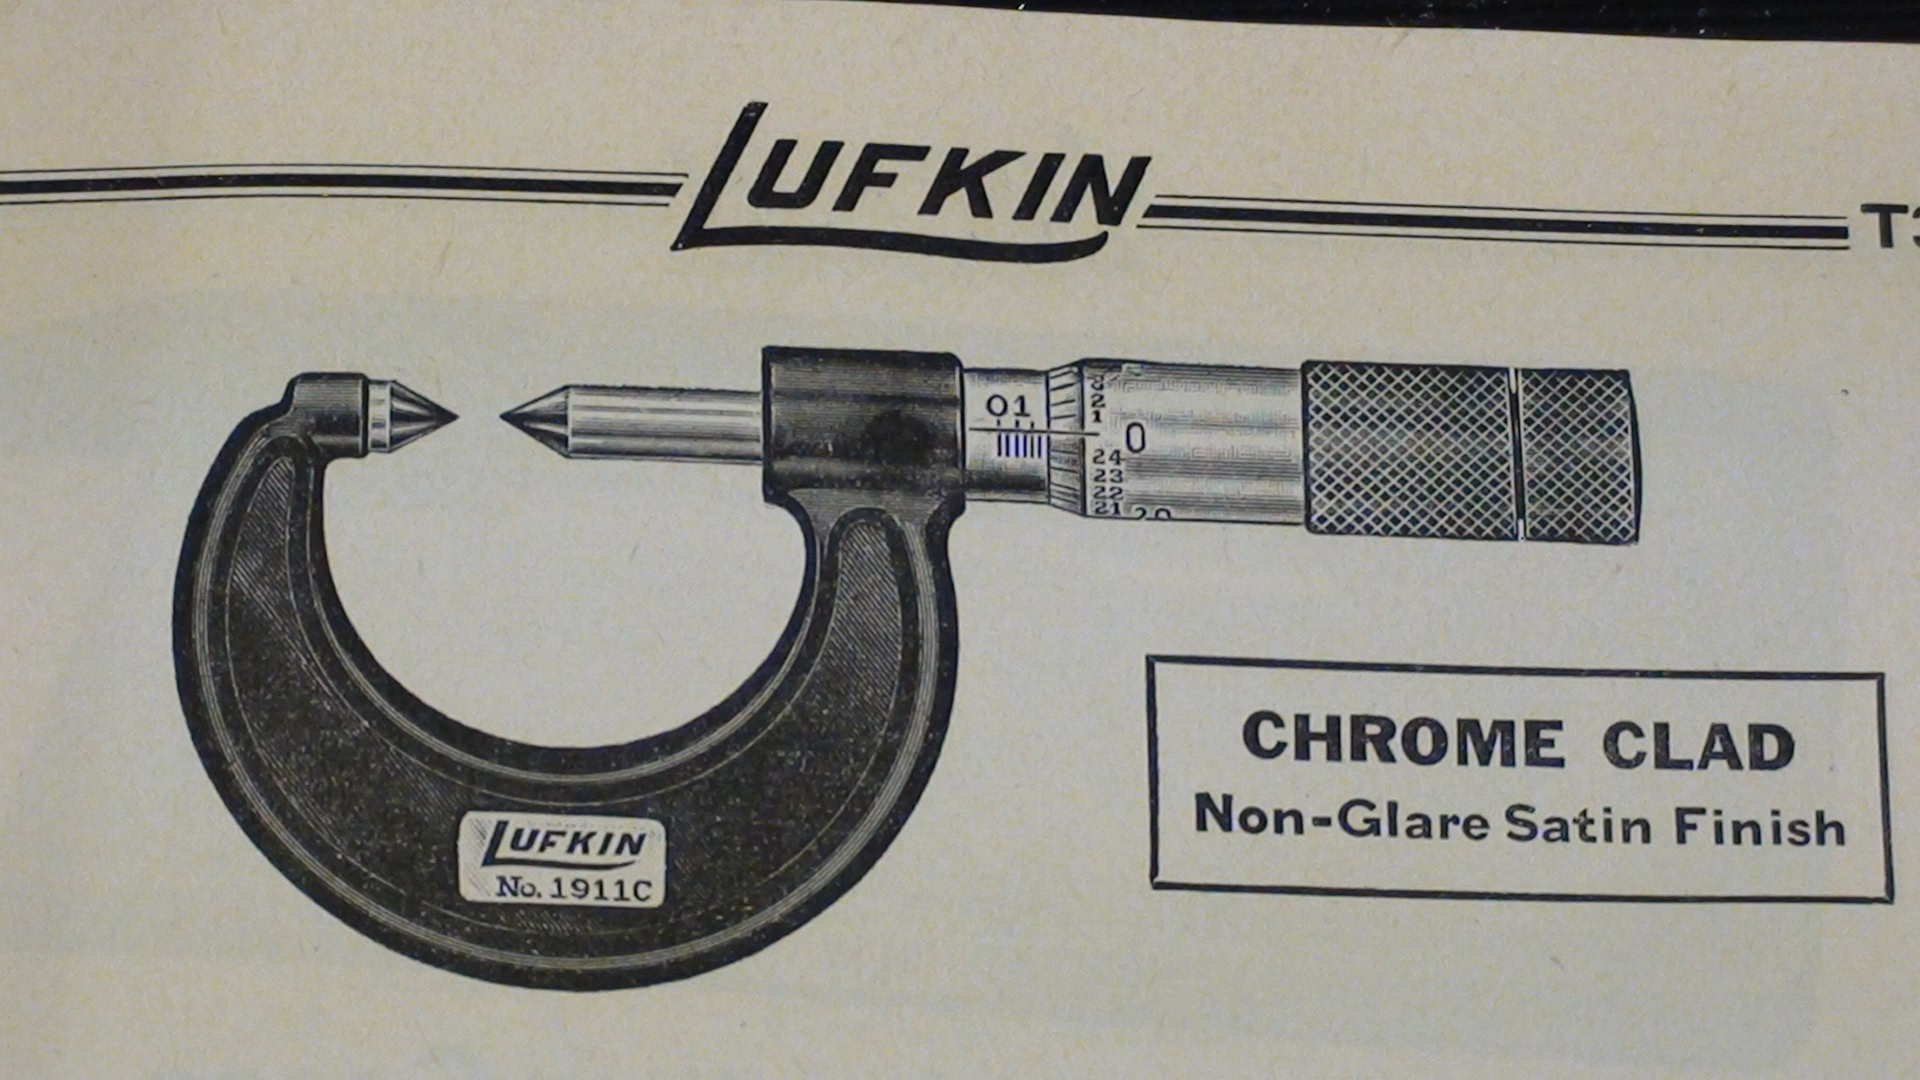 LUFKIN
T3
0 1
3
2
1
0
24
23
22
21 20
LUFKIN
No. 1911C
CHROME CLAD
Non-Glare Satin Finish